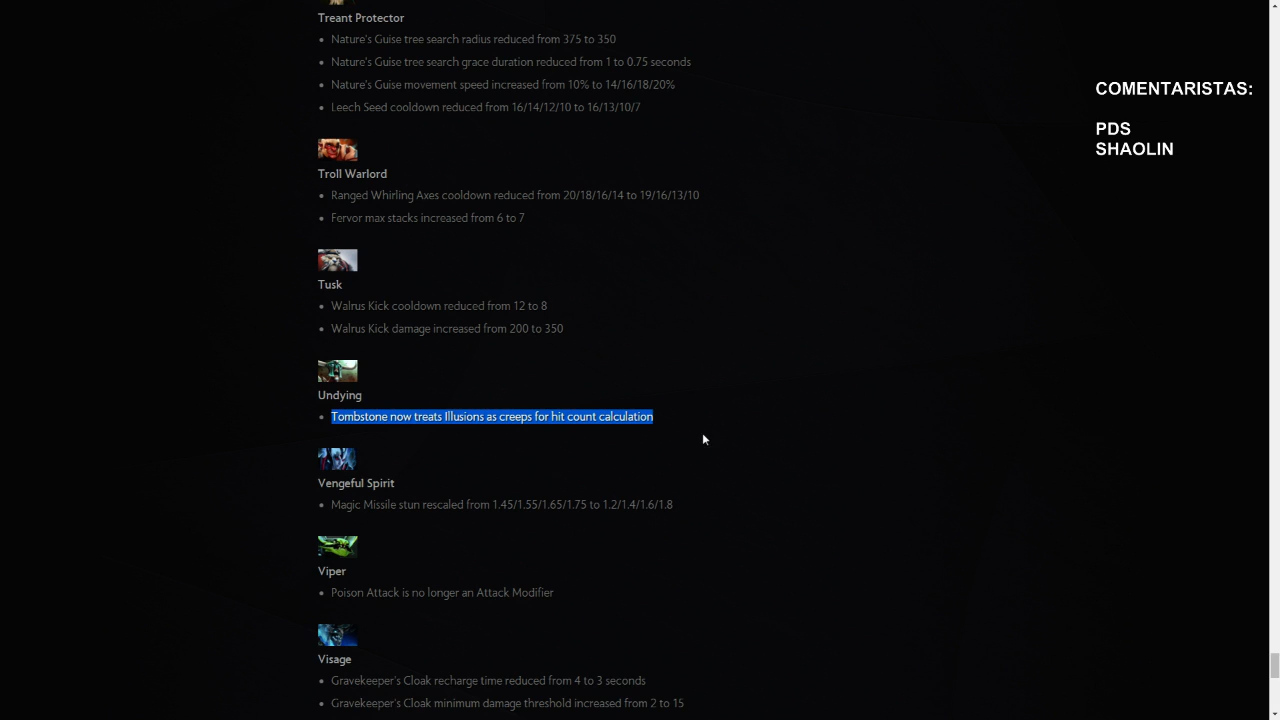 Treant Protector
Nature's Guise tree search radius reduced from 375 to 350
Nature's Guise tree search grace duration reduced from 1 to 0.75 seconds
Nature's Guise movement speed increased from 10% to 14/16/18/20%
Leech Seed cooldown reduced from 16/14/12/10 to 16/13/10/7
Troll Warlord
Ranged Whirling Axes cooldown reduced from 20/18/16/14 to 19/16/13/10
Fervor max stacks increased from 6 to 7
Tusk
Walrus Kick cooldown reduced from 12 to 8
Walrus Kick damage increased from 200 to 350
Undying
Tombstone now treats Illusions as creeps for hit count calculation
Vengeful Spirit
Magic Missile stun rescaled from 1.45/1.55/1.65/1.75 to 1.2/1.4/1.6/1.8
Viper
Poison Attack is no longer an Attack Modifier
Visage
Gravekeeper's Cloak recharge time reduced from 4 to 3 seconds
Gravekeeper's Cloak minimum damage threshold increased from 2 to 15
COMENTARISTAS:
PDS
SHAOLIN